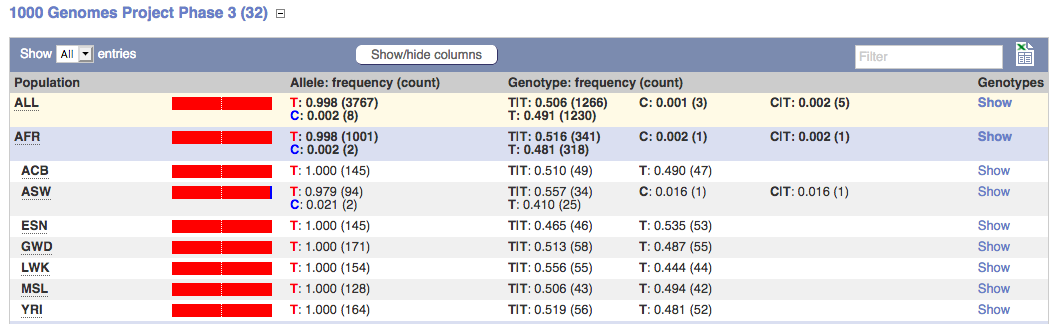 1000 Genomes Project Phase 3 (32)
Show All entries Show/hide columns Filter
Population Allele: frequency (count) Genotype: frequency (count) Genotypes
ALL T: 0.998 (3767) T|T: 0.506 (1266) C: 0.001 (3) C|T: 0.002 (5) Show
C: 0.002 (8) T: 0.491 (1230)
AFR T: 0.998 (1001) T|T: 0.516 (341) C: 0.002 (1) C|T: 0.002 (1) Show
C: 0.002 (2) T: 0.481 (318)
ACB T: 1.000 (145) T|T: 0.510 (49) T: 0.490 (47) Show
ASW T: 0.979 (94) T|T: 0.557 (34) C: 0.016 (1) C|T: 0.016 (1) Show
C: 0.021 (2) T: 0.410 (25)
ESN T: 1.000 (145) T|T: 0.465 (46) T: 0.535 (53) Show
GWD T: 1.000 (171) T|T: 0.513 (58) T: 0.487 (55) Show
LWK T: 1.000 (154) T|T: 0.556 (55) T: 0.444 (44) Show
MSL T: 1.000 (128) T|T: 0.506 (43) T: 0.494 (42) Show
YRI T: 1.000 (164) T|T: 0.519 (56) T: 0.481 (52) Show